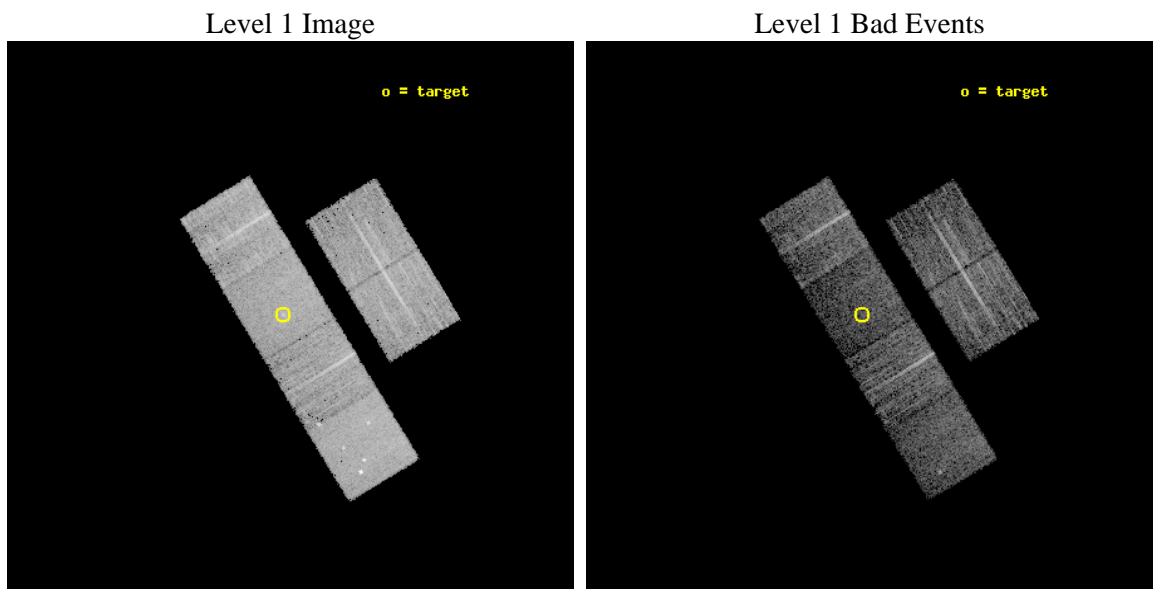 Level 1 Image
Level 1 Bad Events
o = target
o = target